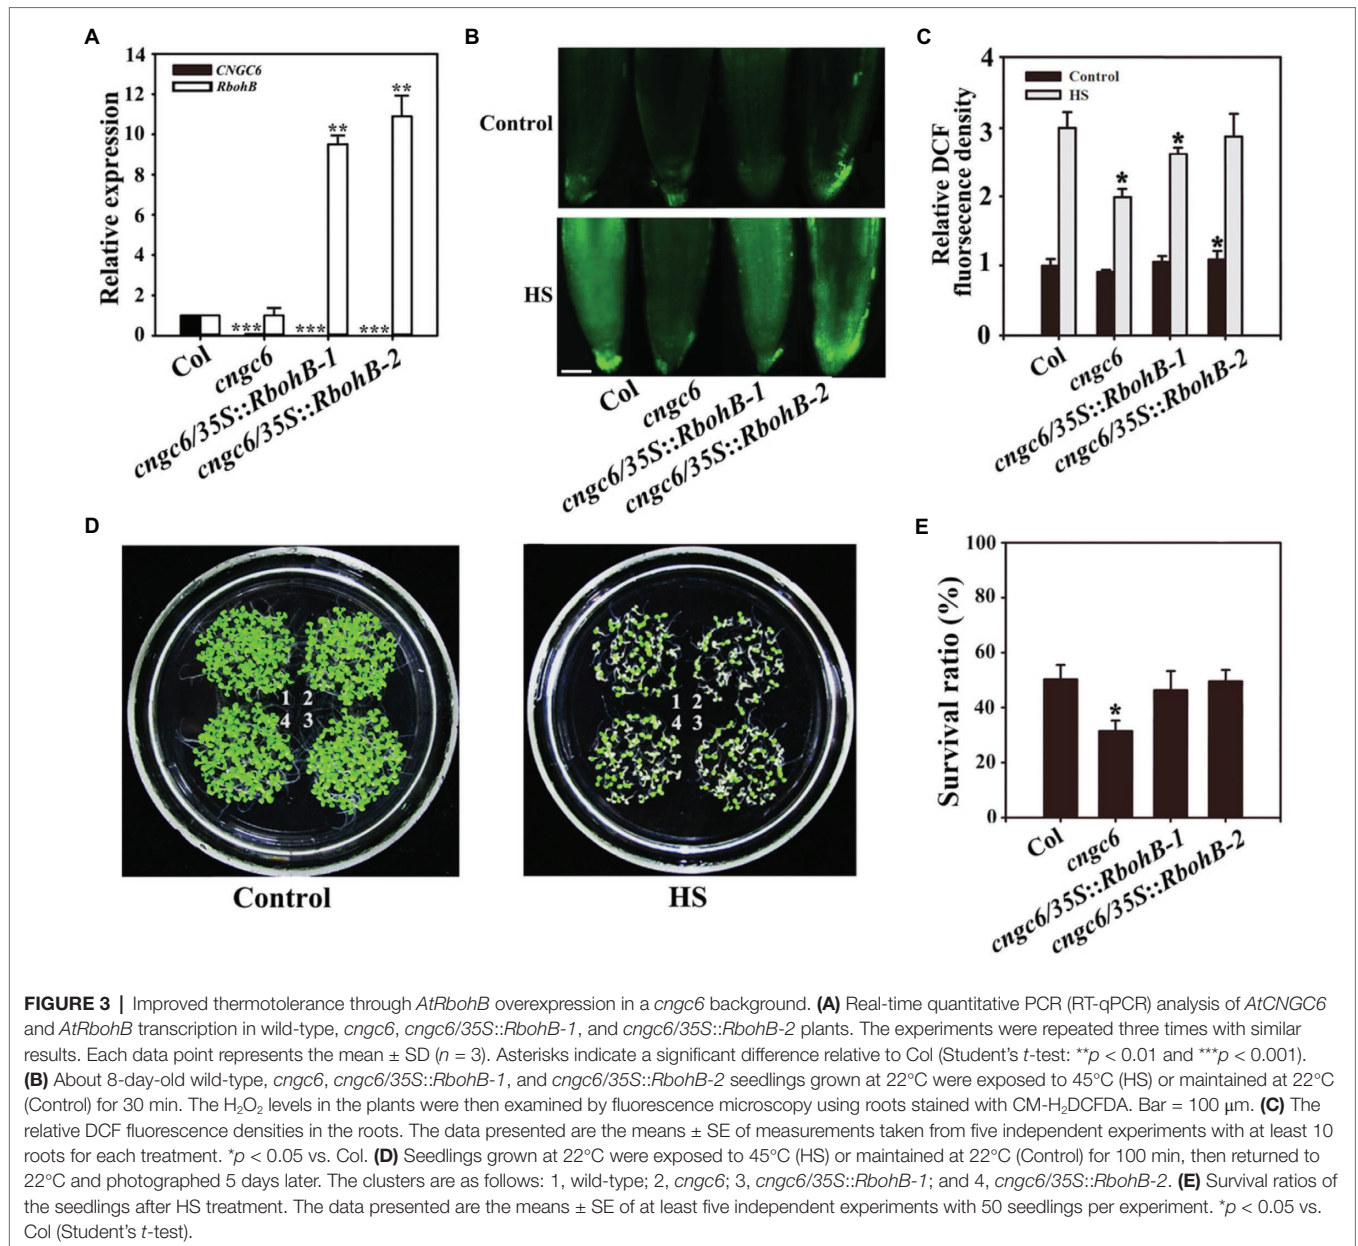 A
14
12
10
8
6
4
2
0
Relative expression
CNGC6
RbohB
***
***
**
***
**
Col
cngc6
cngc6/35S::RbohB-1
cngc6/35S::RbohB-2
B
Control
HS
Col
cngc6
cngc6/35S::RbohB-1
cngc6/35S::RbohB-2
C
4
3
2
1
0
Relative DCF
fluoresecence density
Control
HS
*
*
*
Col
cngc6
cngc6/35S::RbohB-1
cngc6/35S::RbohB-2
D
1 2
4 3
Control
1 2
4 3
HS
E
100
80
60
40
20
0
Survival ratio (%)
*
Col
cngc6
cngc6/35S::RbohB-1
cngc6/35S::RbohB-2
FIGURE 3 | Improved thermotolerance through AtRbohB overexpression in a cngc6 background. (A) Real-time quantitative PCR (RT-qPCR) analysis of AtCNGC6
and AtRbohB transcription in wild-type, cngc6, cngc6/35S::RbohB-1, and cngc6/35S::RbohB-2 plants. The experiments were repeated three times with similar
results. Each data point represents the mean ± SD (n = 3). Asterisks indicate a significant difference relative to Col (Student's t-test: **p < 0.01 and ***p < 0.001).
(B) About 8-day-old wild-type, cngc6, cngc6/35S::RbohB-1, and cngc6/35S::RbohB-2 seedlings grown at 22°C were exposed to 45°C (HS) or maintained at 22°C
(Control) for 30 min. The H₂O₂ levels in the plants were then examined by fluorescence microscopy using roots stained with CM-H₂DCFDA. Bar = 100 μm. (C) The
relative DCF fluorescence densities in the roots. The data presented are the means ± SE of measurements taken from five independent experiments with at least 10
roots for each treatment. *p < 0.05 vs. Col. (D) Seedlings grown at 22°C were exposed to 45°C (HS) or maintained at 22°C (Control) for 100 min, then returned to
22°C and photographed 5 days later. The clusters are as follows: 1, wild-type; 2, cngc6; 3, cngc6/35S::RbohB-1; and 4, cngc6/35S::RbohB-2. (E) Survival ratios of
the seedlings after HS treatment. The data presented are the means ± SE of at least five independent experiments with 50 seedlings per experiment. *p < 0.05 vs.
Col (Student's t-test).